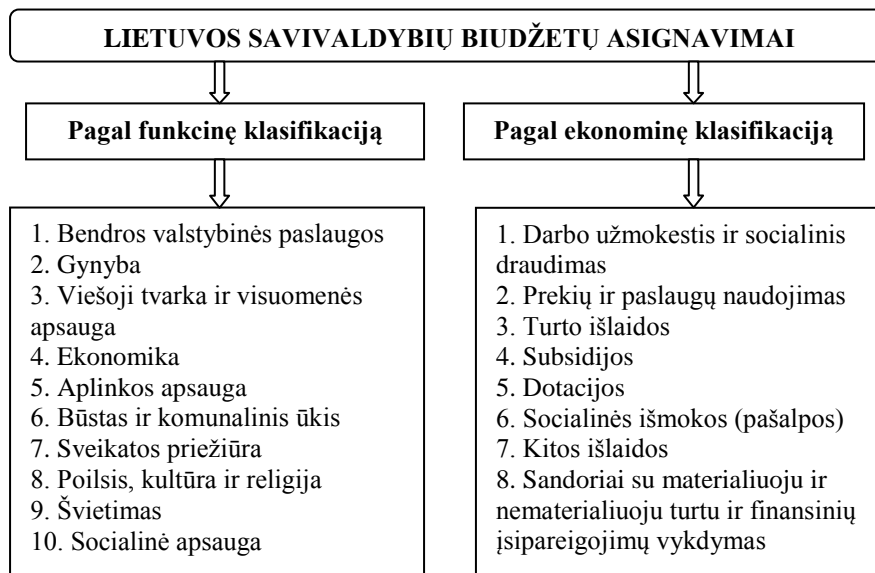 LIETUVOS SAVIVALDYBIŲ BIUDŽETŲ ASIGNAVIMAI
Pagal funkcinę klasifikaciją
Pagal ekonominę klasifikaciją
1. Bendros valstybinės paslaugos
2. Gynyba
3. Viešoji tvarka ir visuomenės
apsauga
4. Ekonomika
5. Aplinkos apsauga
6. Būstas ir komunalinis ūkis
7. Sveikatos priežiūra
8. Poilsis, kultūra ir religija
9. Švietimas
10. Socialinė apsauga
1. Darbo užmokestis ir socialinis
draudimas
2. Prekių ir paslaugų naudojimas
3. Turto išlaidos
4. Subsidijos
5. Dotacijos
6. Socialinės išmokos (pašalpos)
7. Kitos išlaidos
8. Sandoriai su materialiuoju ir
nematerialiuoju turtu ir finansinių
įsipareigojimų vykdymas